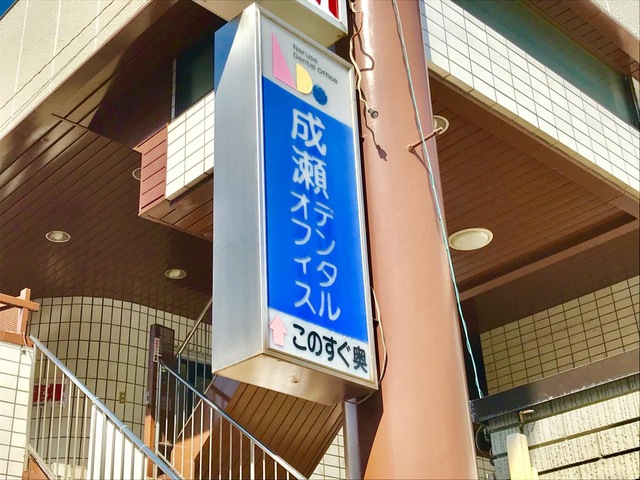 Naruse
Dental Office
成瀬
デンタル
オフィス
↑このすぐ奥